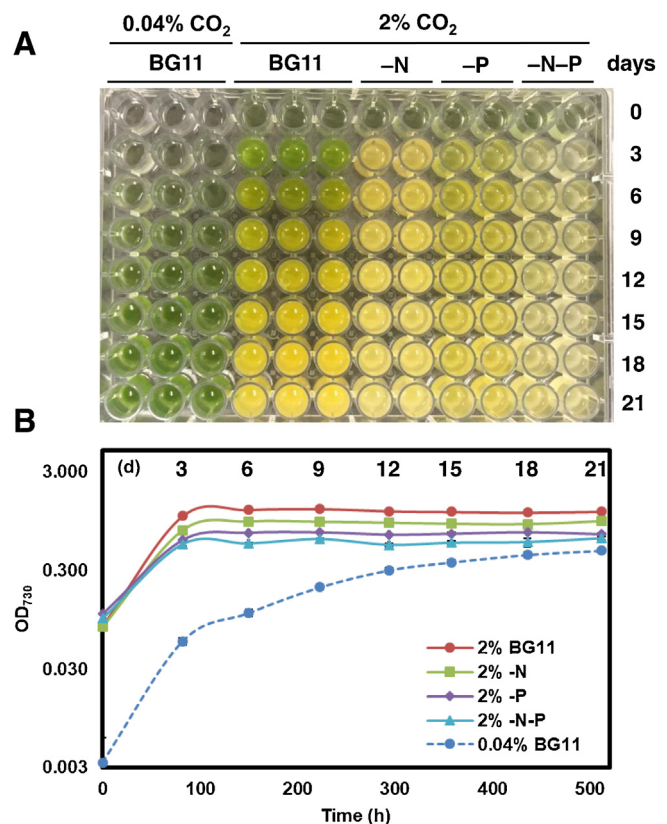 A
0.04% CO₂ 2% CO₂
BG11 BG11 –N –P –N–P days
0
3
6
9
12
15
18
21
B
(d) 3 6 9 12 15 18 21
3.000
0.300
0.030
0.003
OD₇₃₀
2% BG11
2% -N
2% -P
2% -N-P
0.04% BG11
0 100 200 300 400 500
Time (h)